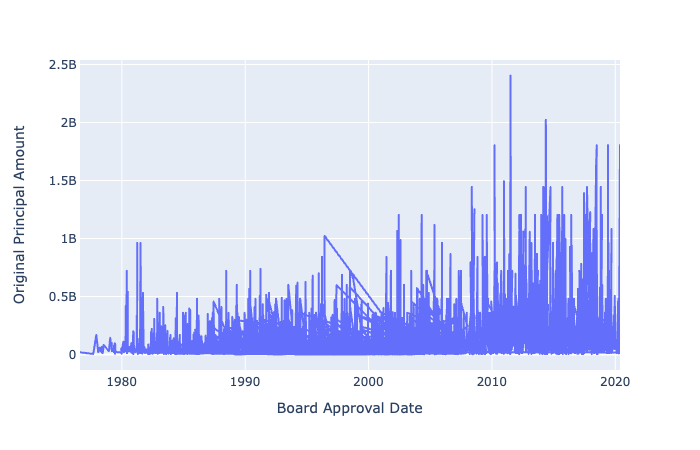 2.5B
2B
1.5B
1B
0.5B
0
Original Principal Amount
1980
1990
2000
2010
2020
Board Approval Date